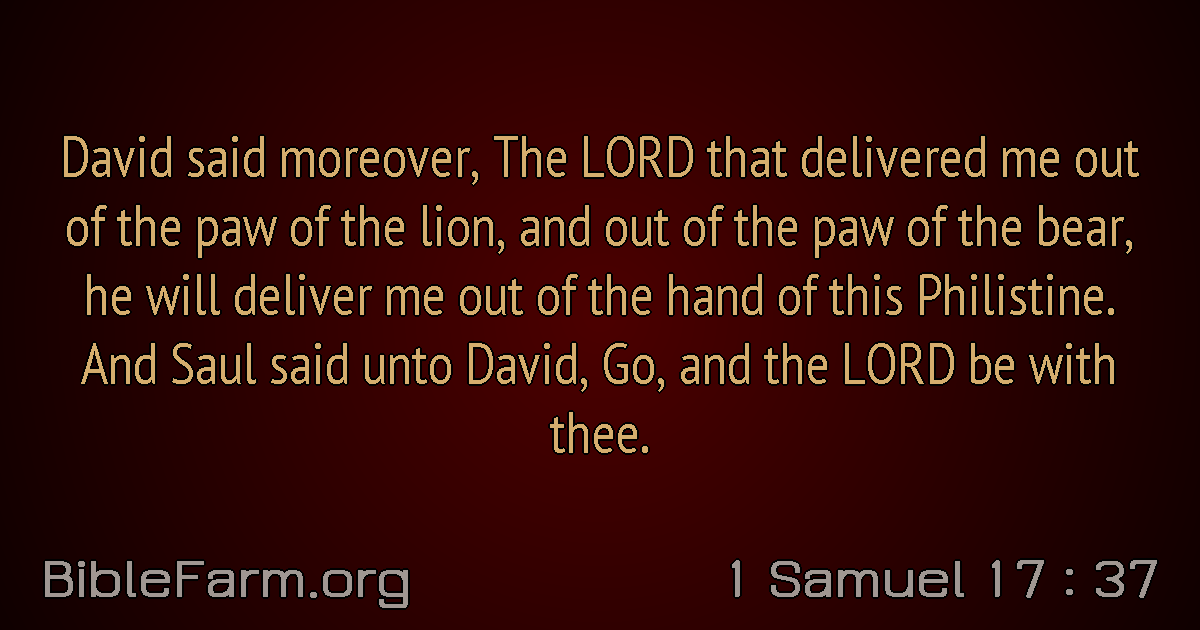 David said moreover, The LORD that delivered me out
of the paw of the lion, and out of the paw of the bear,
he will deliver me out of the hand of this Philistine.
And Saul said unto David, Go, and the LORD be with
thee.
BibleFarm.org
1 Samuel 17 : 37